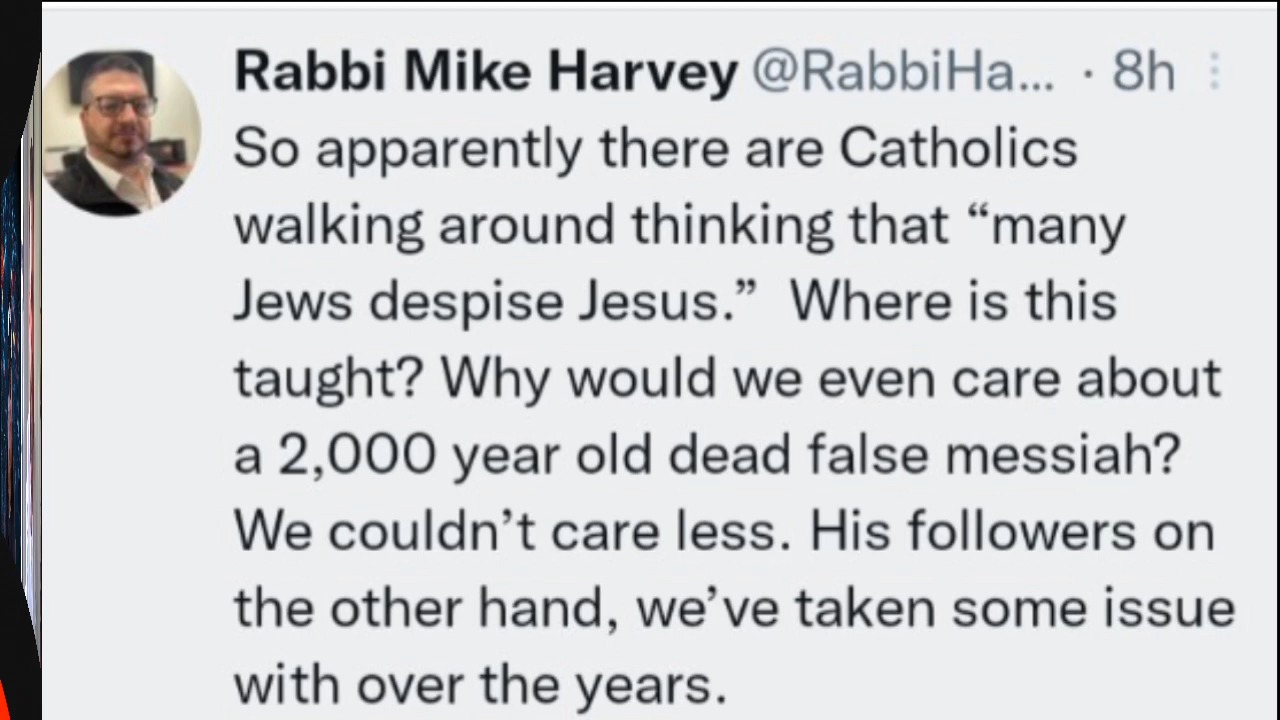 Rabbi Mike Harvey @RabbiHa... · 8h
So apparently there are Catholics
walking around thinking that “many
Jews despise Jesus.”  Where is this
taught? Why would we even care about
a 2,000 year old dead false messiah?
We couldn’t care less. His followers on
the other hand, we’ve taken some issue
with over the years.